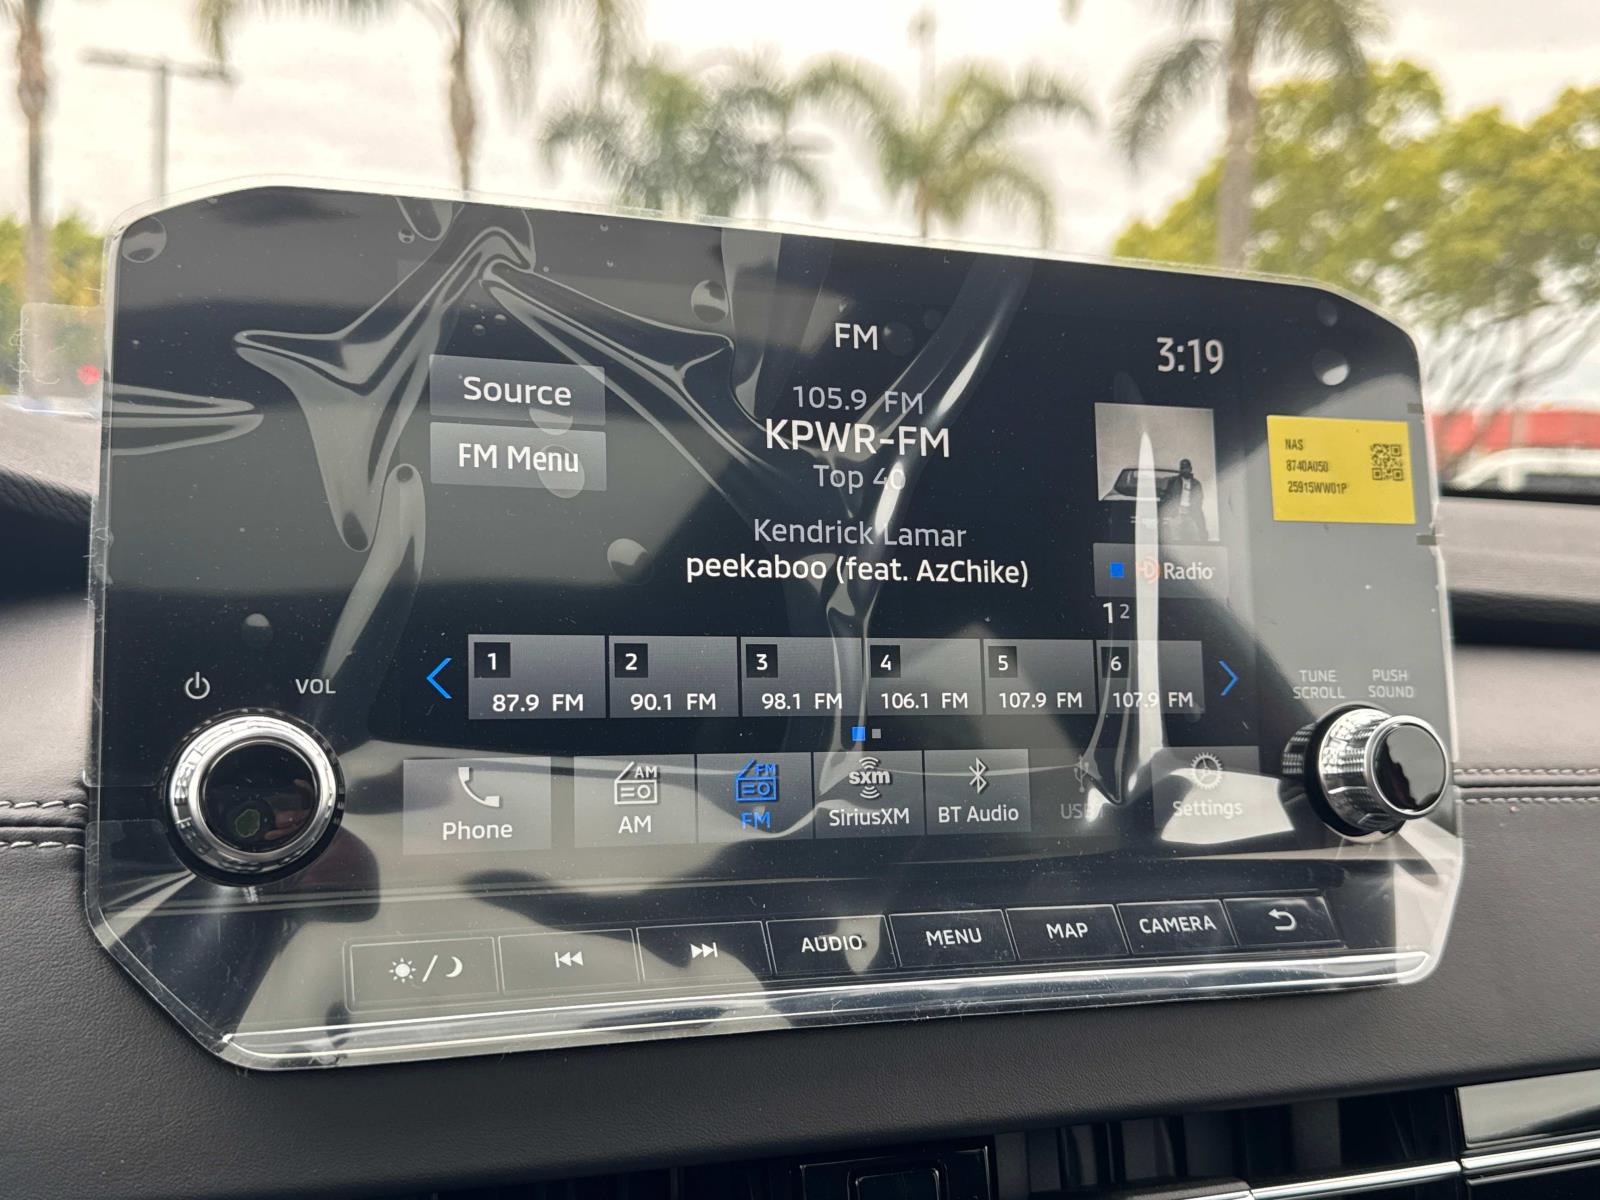 FM
3:19
Source
FM Menu
105.9 FM
KPWR-FM
Top 40
Kendrick Lamar
peekaboo (feat. AzChike)
HD Radio
1 2
NAS
8740A050
25915WW01P
1
87.9 FM
2
90.1 FM
3
98.1 FM
4
106.1 FM
5
107.9 FM
6
107.9 FM
VOL
TUNE
SCROLL
PUSH
SOUND
Phone
AM
AM
FM
FM
sxm
SiriusXM
BT Audio
Settings
AUDIO
MENU
MAP
CAMERA